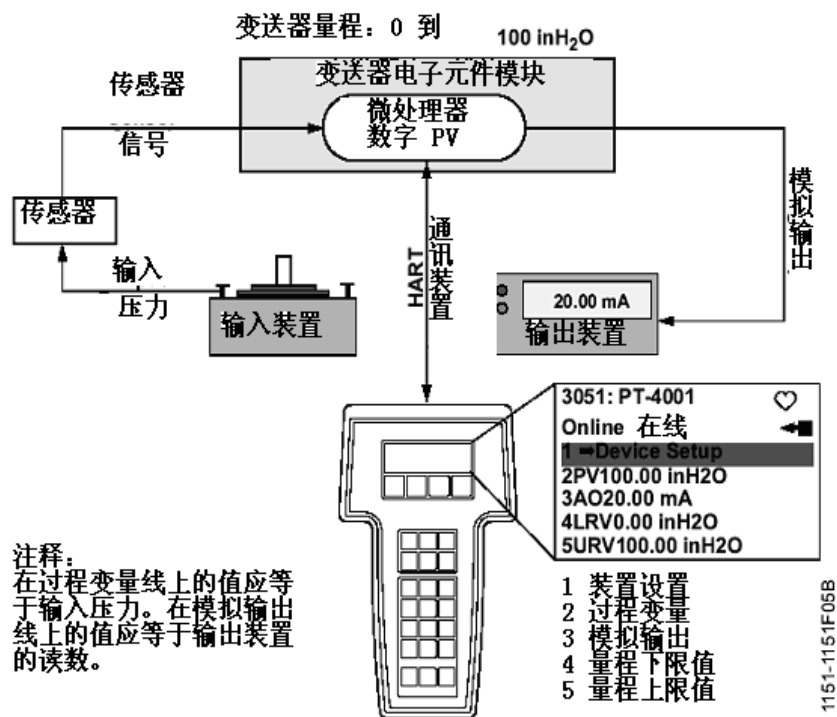 变送器量程：0 到 100 inH₂O
变送器电子元件模块
传感器
信号
微处理器
数字 PV
传感器
输入
压力
输入装置
HART
通讯装置
模拟输出
20.00 mA
输出装置
3051: PT-4001
Online 在线
1 ➡Device Setup
2PV100.00 inH2O
3AO20.00 mA
4LRV0.00 inH2O
5URV100.00 inH2O
注释：
在过程变量线上的值应等
于输入压力。在模拟输出
线上的值应等于输出装置
的读数。
1 装置设置
2 过程变量
3 模拟输出
4 量程下限值
5 量程上限值
1151-1151F05B